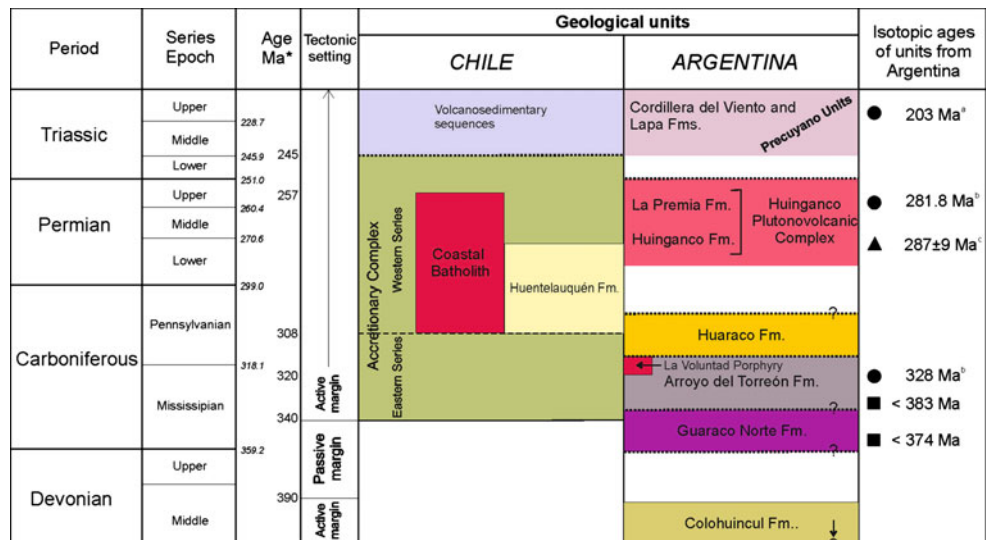 Period
Series
Epoch
Age
Ma*
Tectonic
setting
Geological units
CHILE
ARGENTINA
Isotopic ages
of units from
Argentina
Triassic
Upper
228.7
Middle
245.9
Lower
251.0
245
Volcanosedimentary
sequences
Cordillera del Viento and
Lapa Fms.
Precuyano Units
203 Ma a
Permian
Upper
260.4
Middle
270.6
Lower
299.0
257
Accretionary Complex
Western Series
Eastern Series
Coastal
Batholith
Huentelauquén Fm.
La Premia Fm.
Huinganco Fm.
Huinganco
Plutonovolcanic
Complex
281.8 Ma b
287±9 Ma c
Carboniferous
Pennsylvanian
318.1
Mississipian
359.2
308
320
340
Active
margin
?
Huaraco Fm.
La Voluntad Porphyry
Arroyo del Torreón Fm.
?
Guaraco Norte Fm.
?
328 Ma b
< 383 Ma
< 374 Ma
Devonian
Upper
Middle
390
Passive
margin
Active
margin
Colohuincul Fm..